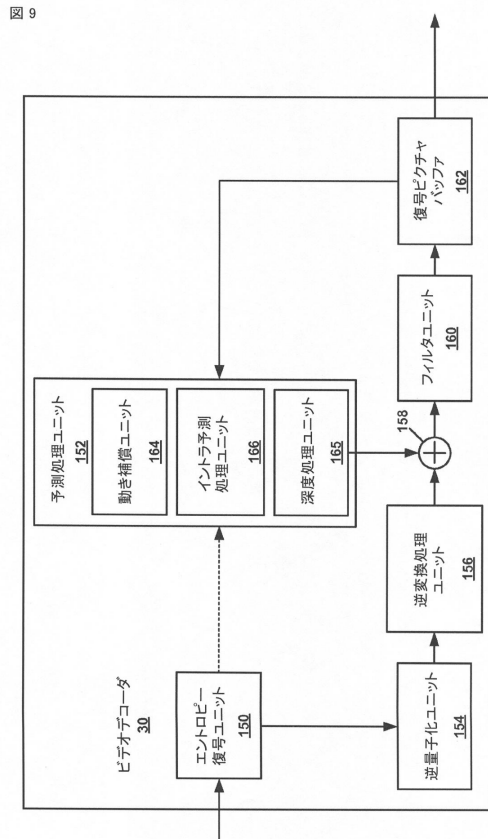 図 9
ビデオデコーダ
30
エントロピー
復号ユニット
150
予測処理ユニット
152
動き補償ユニット
164
イントラ予測
処理ユニット
166
深度処理ユニット
165
逆量子化ユニット
154
逆変換処理
ユニット
156
158
フィルタユニット
160
復号ピクチャ
バッファ
162